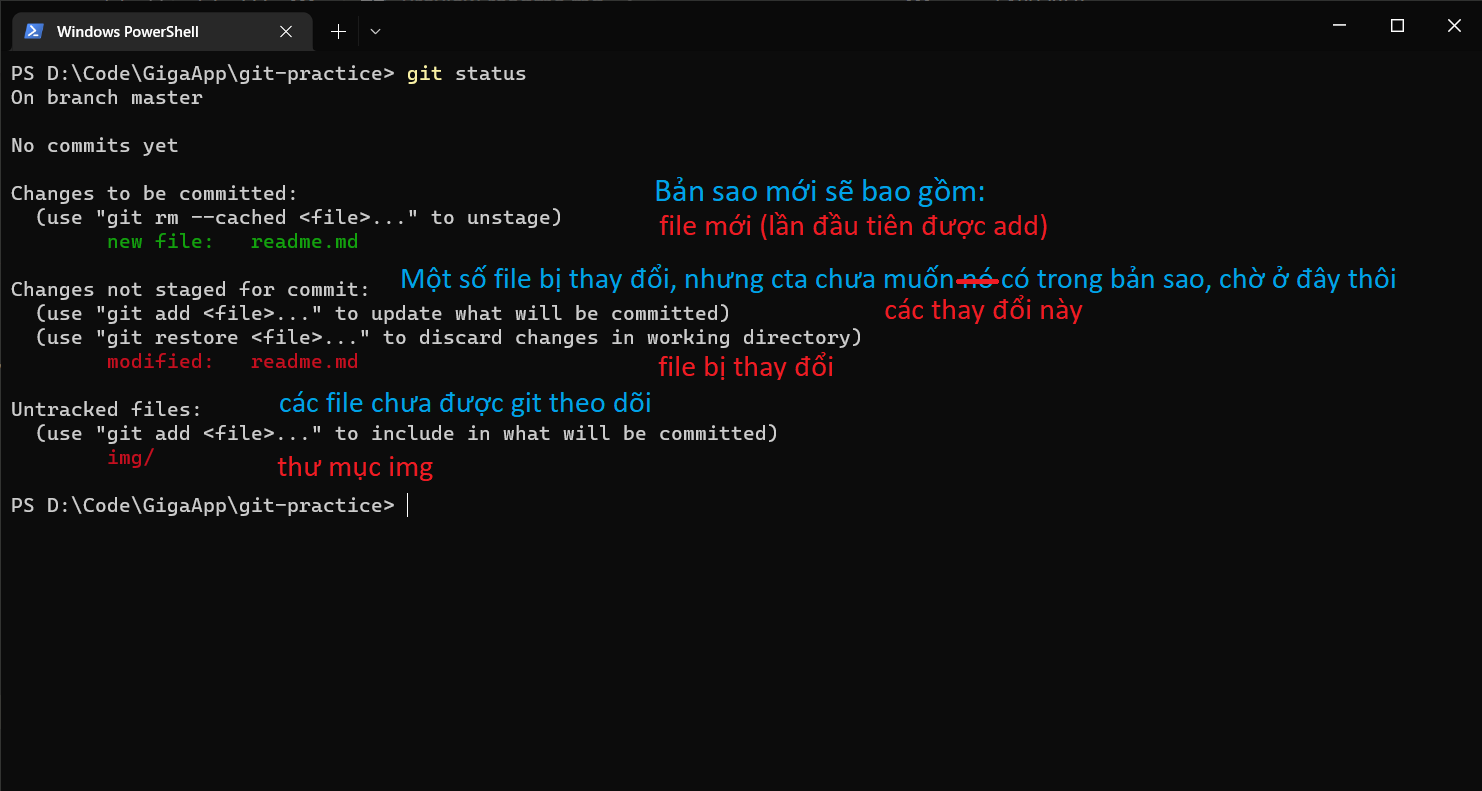 Windows PowerShell
PS D:\Code\GigaApp\git-practice> git status
On branch master
No commits yet
Changes to be committed:
Bản sao mới sẽ bao gồm:
(use "git rm --cached <file>..." to unstage)
file mới (lần đầu tiên được add)
new file: readme.md
Changes not staged for commit:
Một số file bị thay đổi, nhưng cta chưa muốn nó có trong bản sao, chờ ở đây thôi
(use "git add <file>..." to update what will be committed)
các thay đổi này
(use "git restore <file>..." to discard changes in working directory)
modified: readme.md
file bị thay đổi
Untracked files:
các file chưa được git theo dõi
(use "git add <file>..." to include in what will be committed)
img/
thư mục img
PS D:\Code\GigaApp\git-practice>